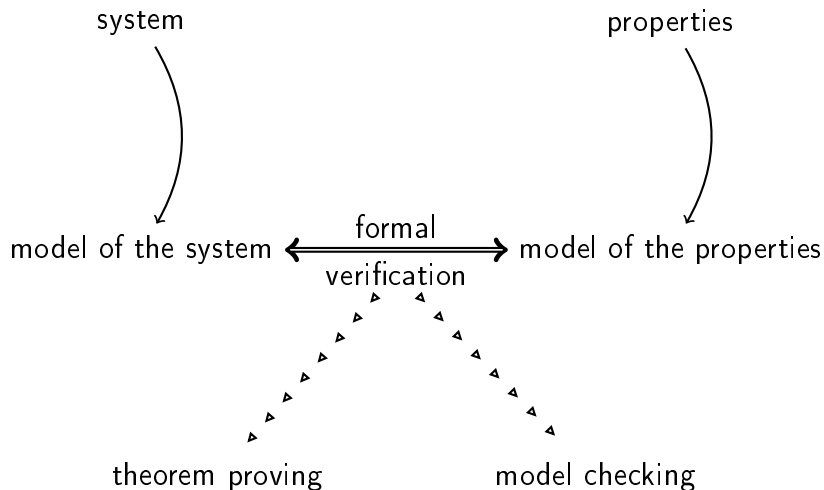 system
properties
formal
model of the system
model of the properties
verification
theorem proving
model checking